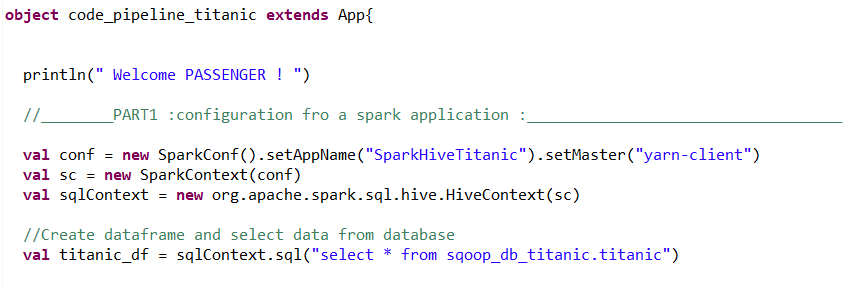 object code_pipeline_titanic extends App{
println(" Welcome PASSENGER ! ")
//________PART1 :configuration fro a spark application :___________________________________
val conf = new SparkConf().setAppName("SparkHiveTitanic").setMaster("yarn-client")
val sc = new SparkContext(conf)
val sqlContext = new org.apache.spark.sql.hive.HiveContext(sc)
//Create dataframe and select data from database
val titanic_df = sqlContext.sql("select * from sqoop_db_titanic.titanic")